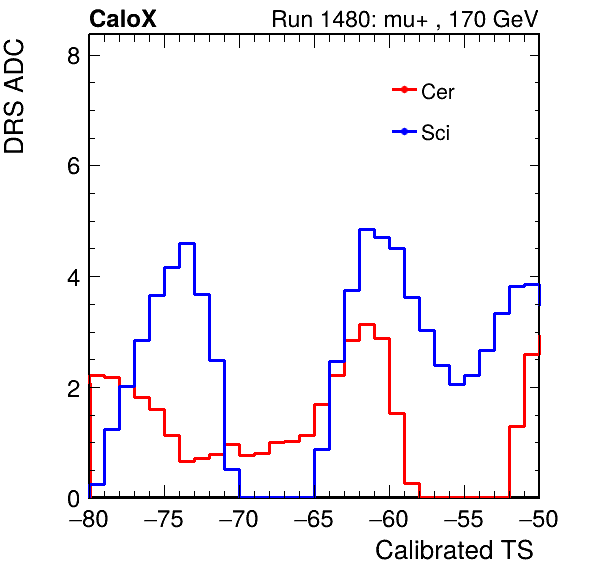 CaloX Run 1480: mu+ , 170 GeV
DRS ADC
8
6
4
2
0
Cer
Sci
−80 −75 −70 −65 −60 −55 −50
Calibrated TS